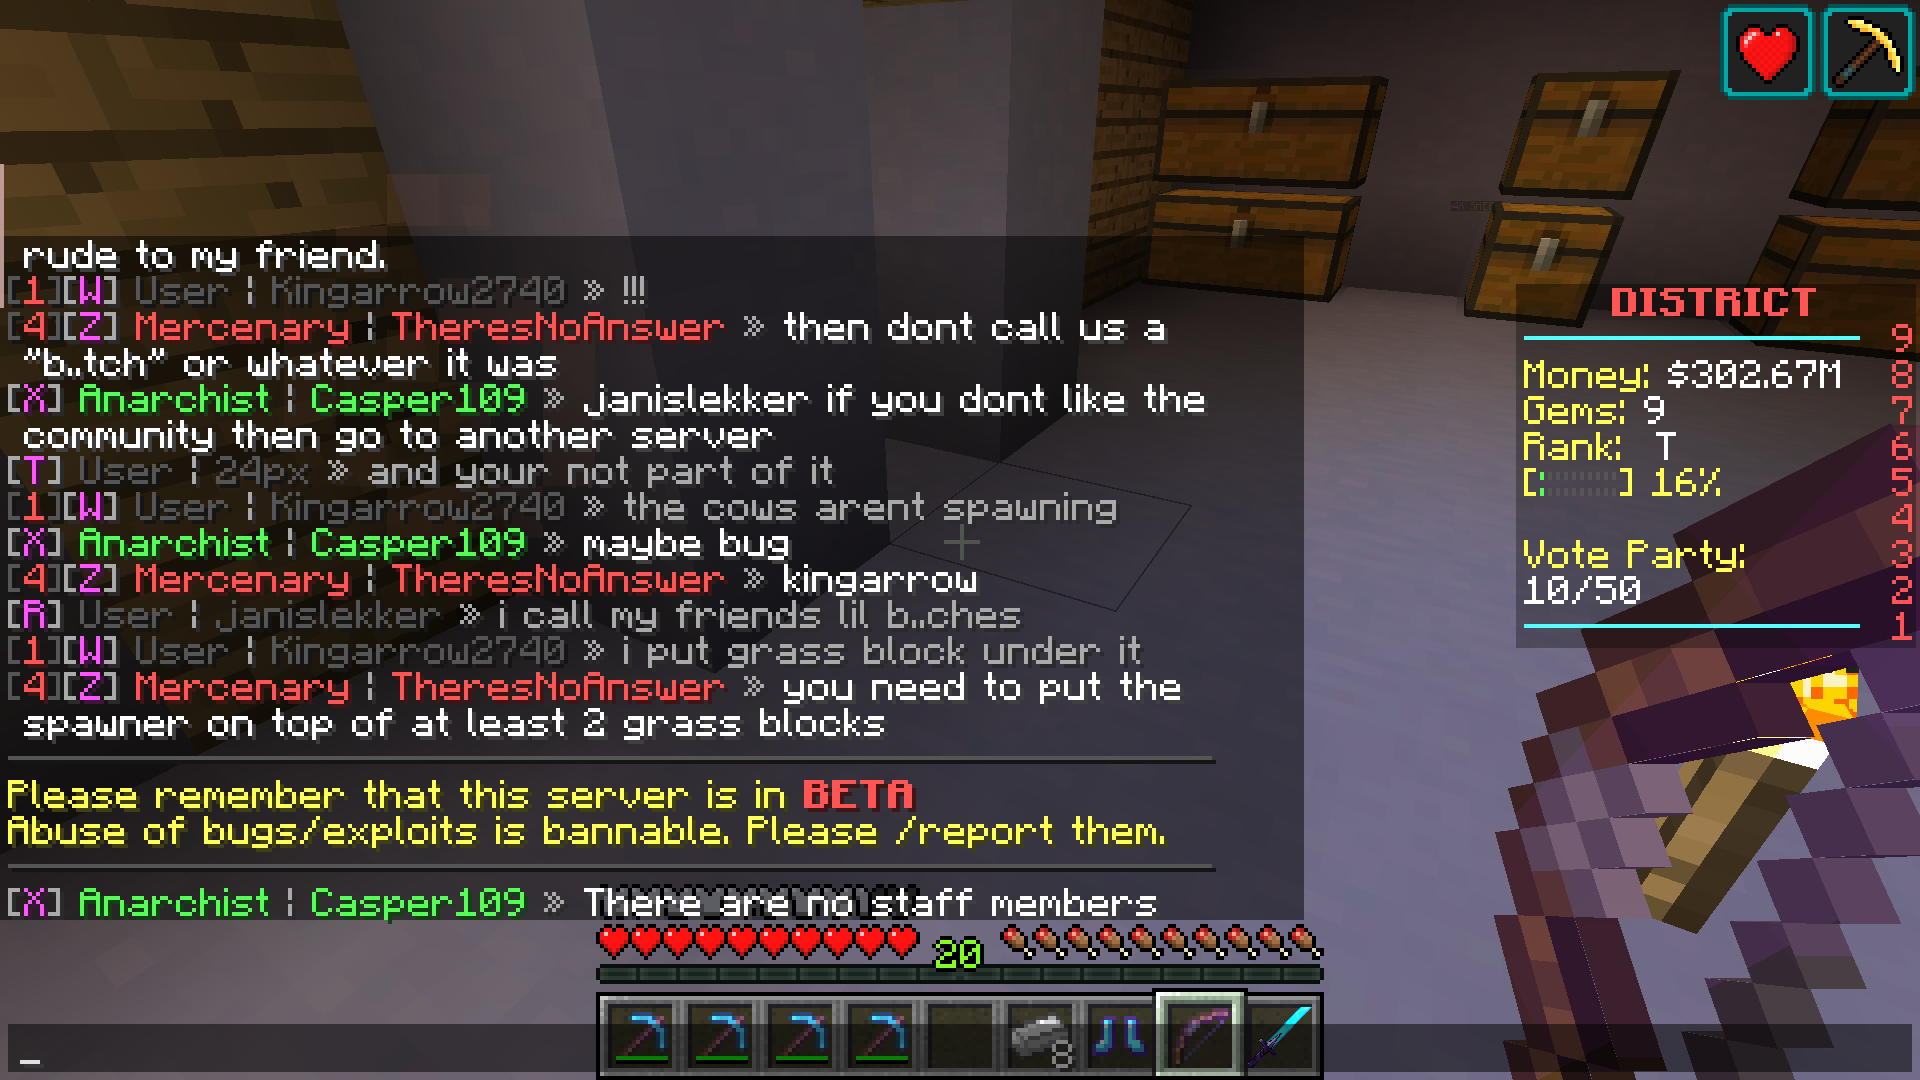 rude to my friend.
[1][W] User ¦ Kingarrow2740 » !!!
[4][Z] Mercenary ¦ TheresNoAnswer » then dont call us a
"b..tch" or whatever it was
[X] Anarchist ¦ Casper109 » janislekker if you dont like the
community then go to another server
[T] User ¦ 24px » and your not part of it
[1][W] User ¦ Kingarrow2740 » the cows arent spawning
[X] Anarchist ¦ Casper109 » maybe bug
[4][Z] Mercenary ¦ TheresNoAnswer » kingarrow
[R] User ¦ janislekker » i call my friends lil b..ches
[1][W] User ¦ Kingarrow2740 » i put grass block under it
[4][Z] Mercenary ¦ TheresNoAnswer » you need to put the
spawner on top of at least 2 grass blocks
Please remember that this server is in BETA
Abuse of bugs/exploits is bannable. Please /report them.
[X] Anarchist ¦ Casper109 » There are no staff members
DISTRICT
9
Money: $302.67M 8
Gems: 9 7
Rank: T 6
[ ] 16% 5
4
Vote Party: 3
10/50 2
1
20
8
_